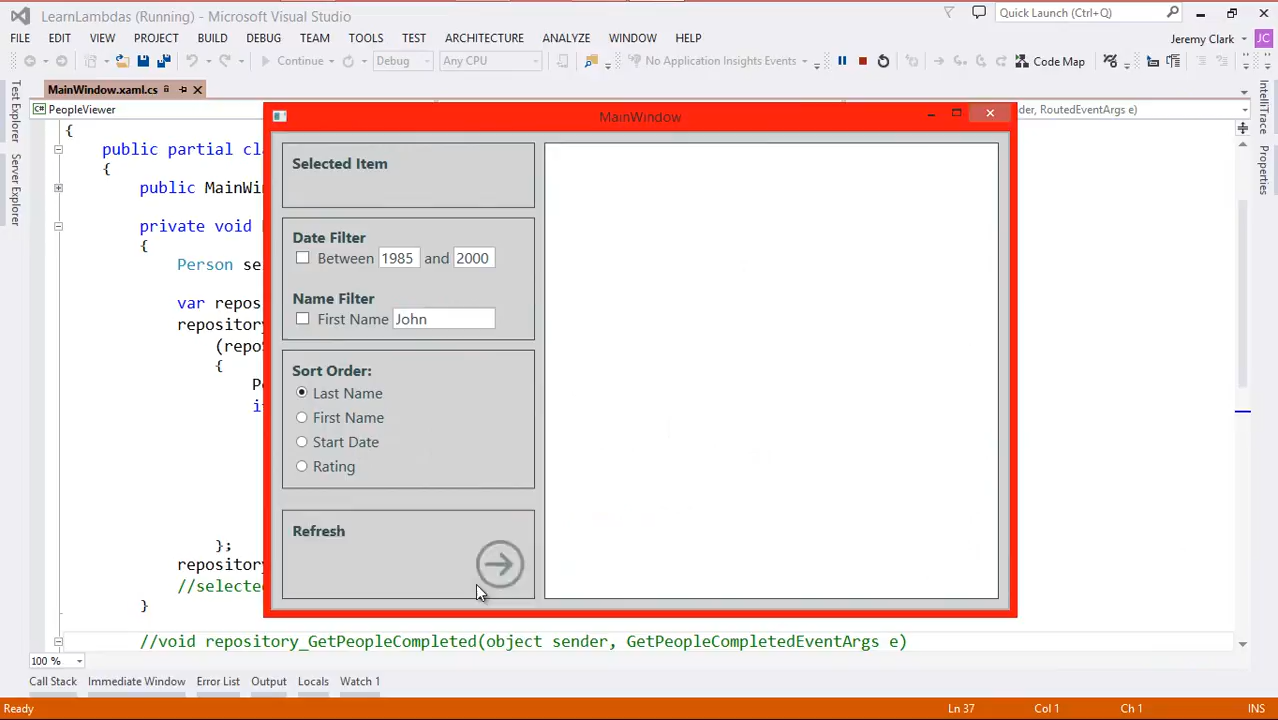 LearnLambdas (Running) - Microsoft Visual Studio
Quick Launch (Ctrl+Q)
FILE EDIT VIEW PROJECT BUILD DEBUG TEAM TOOLS TEST ARCHITECTURE ANALYZE WINDOW HELP
Jeremy Clark
JC
Continue
Debug
Any CPU
No Application Insights Events
Code Map
MainWindow.xaml.cs
PeopleViewer
der, RoutedEventArgs e)
Test Explorer
Server Explorer
IntelliTrace
Properties
{
public partial cl
{
public MainWin
private void
{
Person se
var repos
repository
(repo
{
P
i
};
repository
//selected
}
//void repository_GetPeopleCompleted(object sender, GetPeopleCompletedEventArgs e)
MainWindow
Selected Item
Date Filter
Between 1985 and 2000
Name Filter
First Name John
Sort Order:
Last Name
First Name
Start Date
Rating
Refresh
100 %
Call Stack Immediate Window Error List Output Locals Watch 1
Ready
Ln 37 Col 1 Ch 1 INS